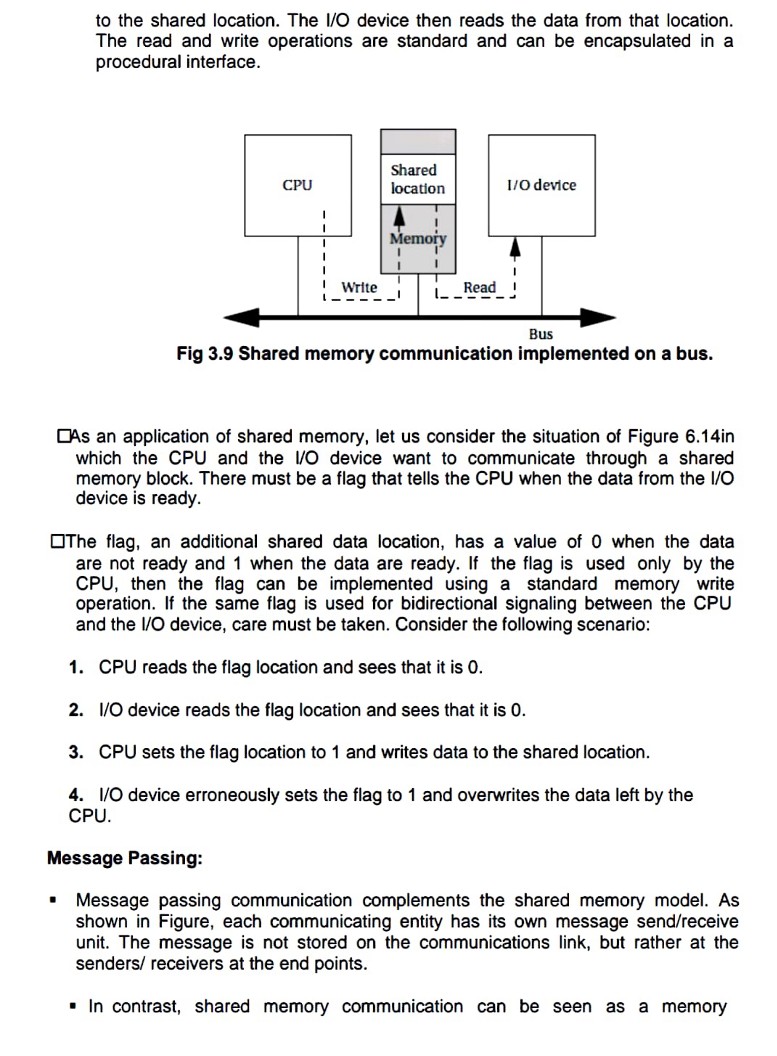 to the shared location. The I/O device then reads the data from that location.
The read and write operations are standard and can be encapsulated in a
procedural interface.
CPU
Shared
location
I/O device
Memory
Write
Read
Bus
Fig 3.9 Shared memory communication implemented on a bus.
□As an application of shared memory, let us consider the situation of Figure 6.14in
which the CPU and the I/O device want to communicate through a shared
memory block. There must be a flag that tells the CPU when the data from the I/O
device is ready.
□The flag, an additional shared data location, has a value of 0 when the data
are not ready and 1 when the data are ready. If the flag is used only by the
CPU, then the flag can be implemented using a standard memory write
operation. If the same flag is used for bidirectional signaling between the CPU
and the I/O device, care must be taken. Consider the following scenario:
1. CPU reads the flag location and sees that it is 0.
2. I/O device reads the flag location and sees that it is 0.
3. CPU sets the flag location to 1 and writes data to the shared location.
4. I/O device erroneously sets the flag to 1 and overwrites the data left by the
CPU.
Message Passing:
▪ Message passing communication complements the shared memory model. As
shown in Figure, each communicating entity has its own message send/receive
unit. The message is not stored on the communications link, but rather at the
senders/ receivers at the end points.
▪ In contrast, shared memory communication can be seen as a memory